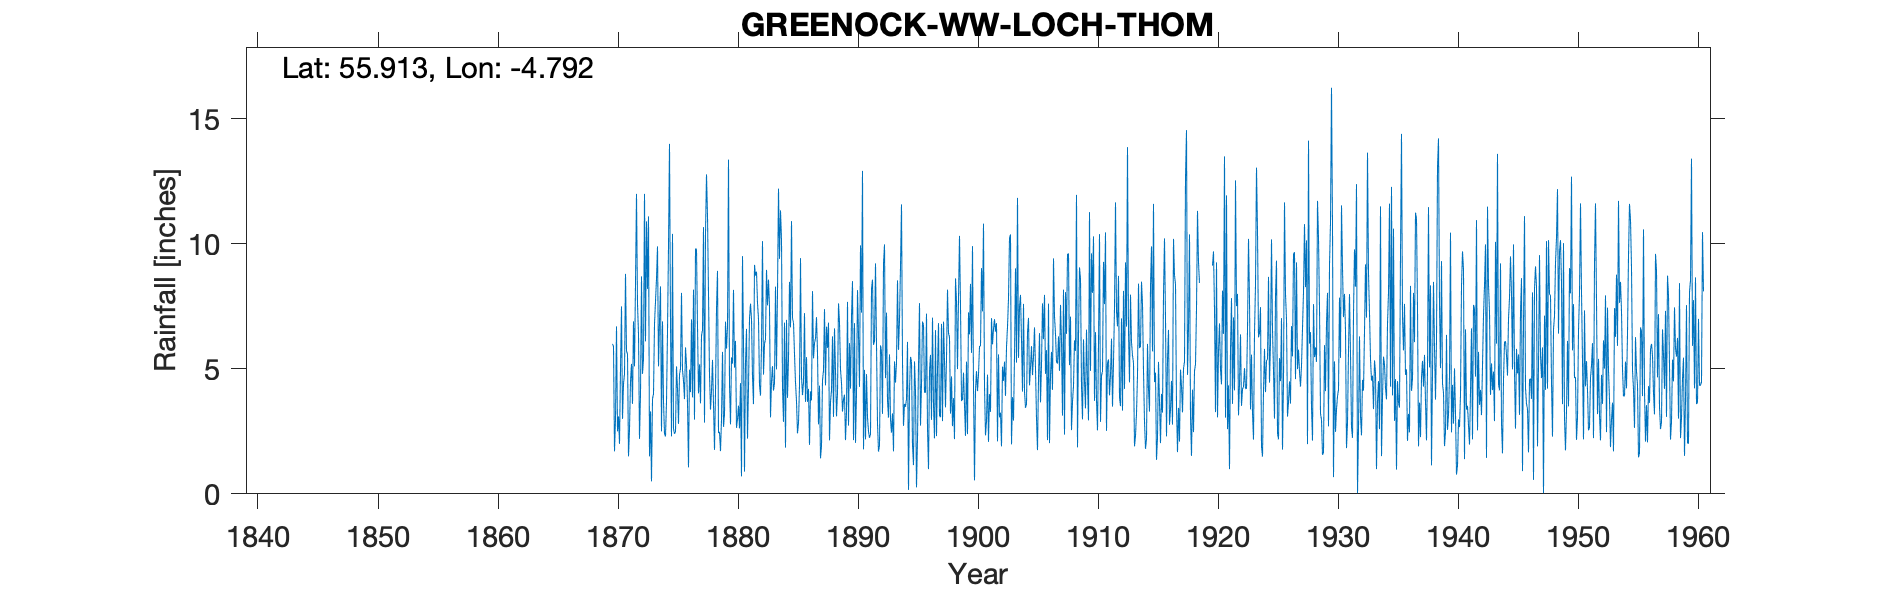 GREENOCK-WW-LOCH-THOM
Lat: 55.913, Lon: -4.792
15
10
5
0
Rainfall [inches]
1840 1850 1860 1870 1880 1890 1900 1910 1920 1930 1940 1950 1960
Year